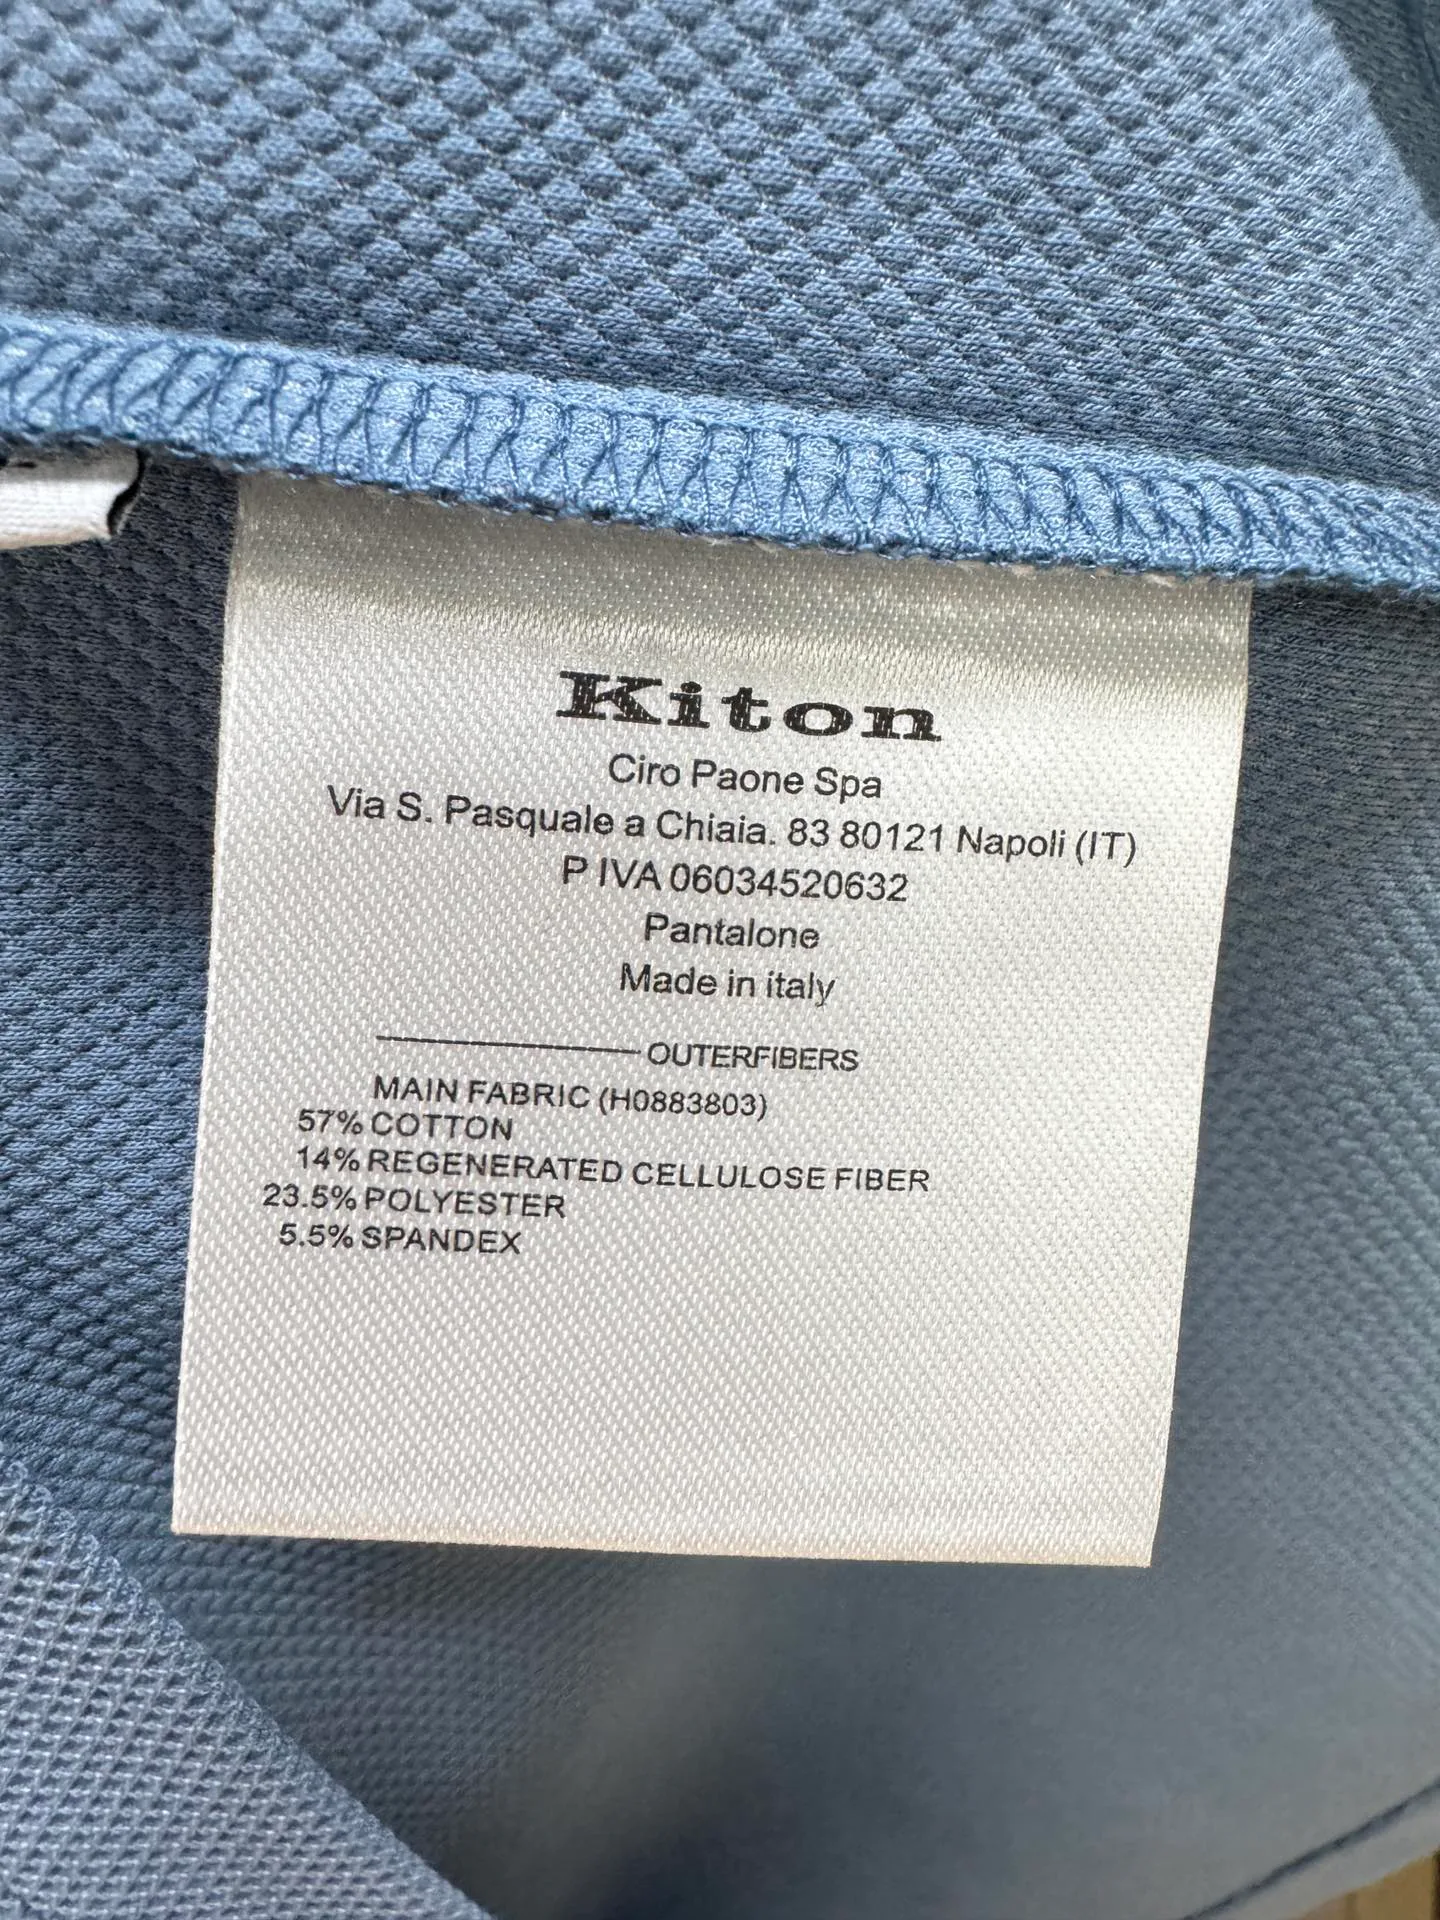 Kiton
Ciro Paone Spa
Via S. Pasquale a Chiaia. 83 80121 Napoli (IT)
P IVA 06034520632
Pantalone
Made in italy
OUTERFIBERS
MAIN FABRIC (H0883803)
57% COTTON
14% REGENERATED CELLULOSE FIBER
23.5% POLYESTER
5.5% SPANDEX